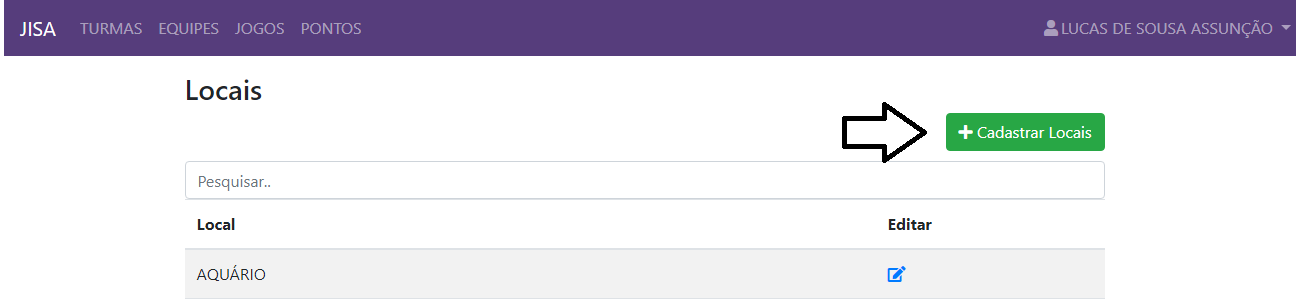 JISA TURMAS EQUIPES JOGOS PONTOS LUCAS DE SOUSA ASSUNÇÃO
Locais
Cadastrar Locais
Pesquisar..
Local Editar
AQUÁRIO